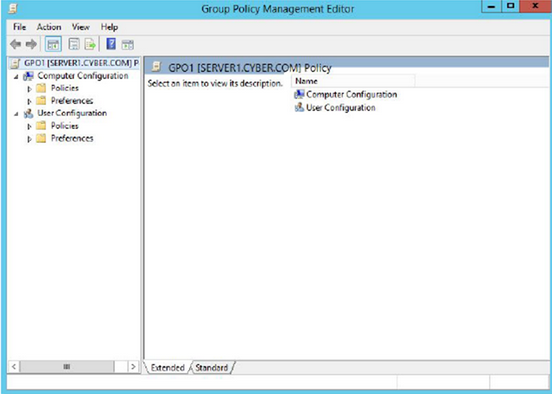 Group Policy Management Editor
File Action View Help
GPO1 [SERVER1.CYBER.COM] P
Computer Configuration
Policies
Preferences
User Configuration
Policies
Preferences
GPO1 [SERVER1.CYBER.COM] Policy
Select an item to view its description.
Name
Computer Configuration
User Configuration
Extended Standard